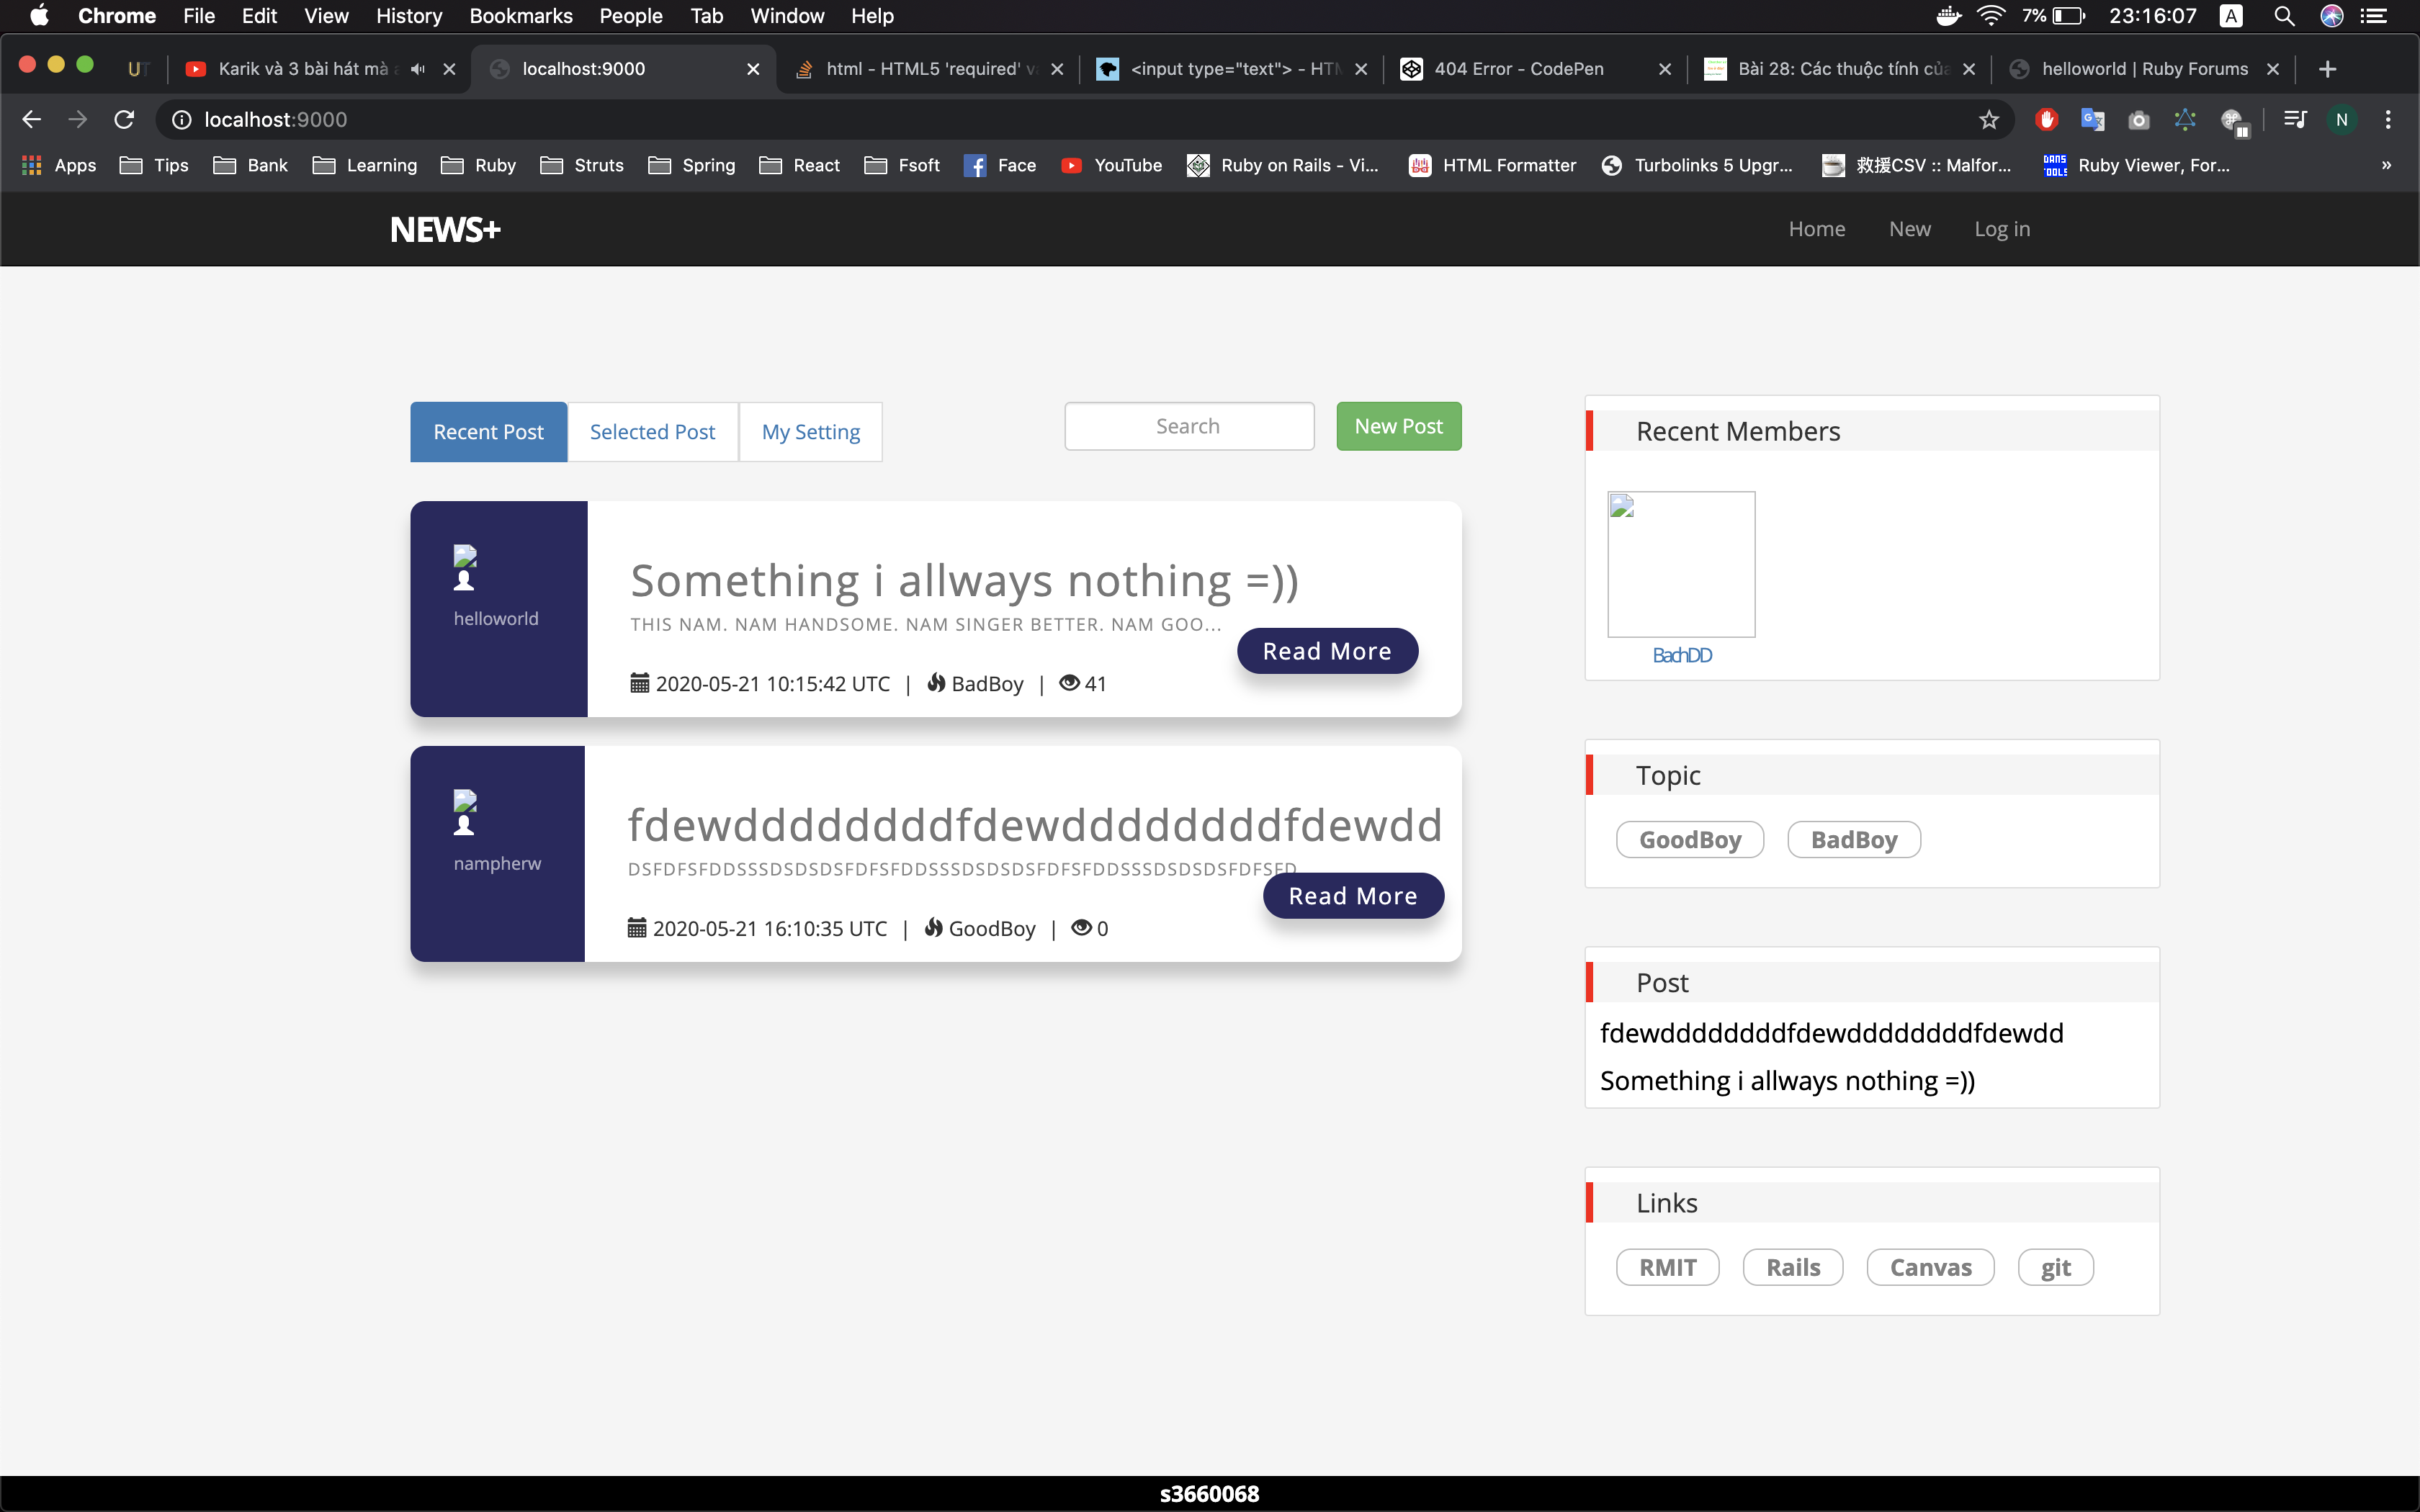 Chrome File Edit View History Bookmarks People Tab Window Help 7% 23:16:07 A
UT Karik và 3 bài hát mà a localhost:9000 html - HTML5 'required' va <input type="text"> - HTM 404 Error - CodePen Bài 28: Các thuộc tính của helloworld | Ruby Forums
localhost:9000 N
Apps Tips Bank Learning Ruby Struts Spring React Fsoft Face YouTube Ruby on Rails - Vi... HTML Formatter Turbolinks 5 Upgr... 救援CSV :: Malfor... DANS TOOLS Ruby Viewer, For... »
NEWS+ Home New Log in
Recent Post Selected Post My Setting Search New Post
helloworld
Something i allways nothing =))
THIS NAM. NAM HANDSOME. NAM SINGER BETTER. NAM GOO...
Read More
2020-05-21 10:15:42 UTC | BadBoy | 41
nampherw
fdewddddddddfdewddddddddfdewdd
DSFDFSFDDSSSDSDSDSFDFSFDDSSSDSDSDSFDFSFDDSSSDSDSDSFDFSFD
Read More
2020-05-21 16:10:35 UTC | GoodBoy | 0
Recent Members
BachDD
Topic
GoodBoy BadBoy
Post
fdewddddddddfdewddddddddfdewdd
Something i allways nothing =))
Links
RMIT Rails Canvas git
s3660068